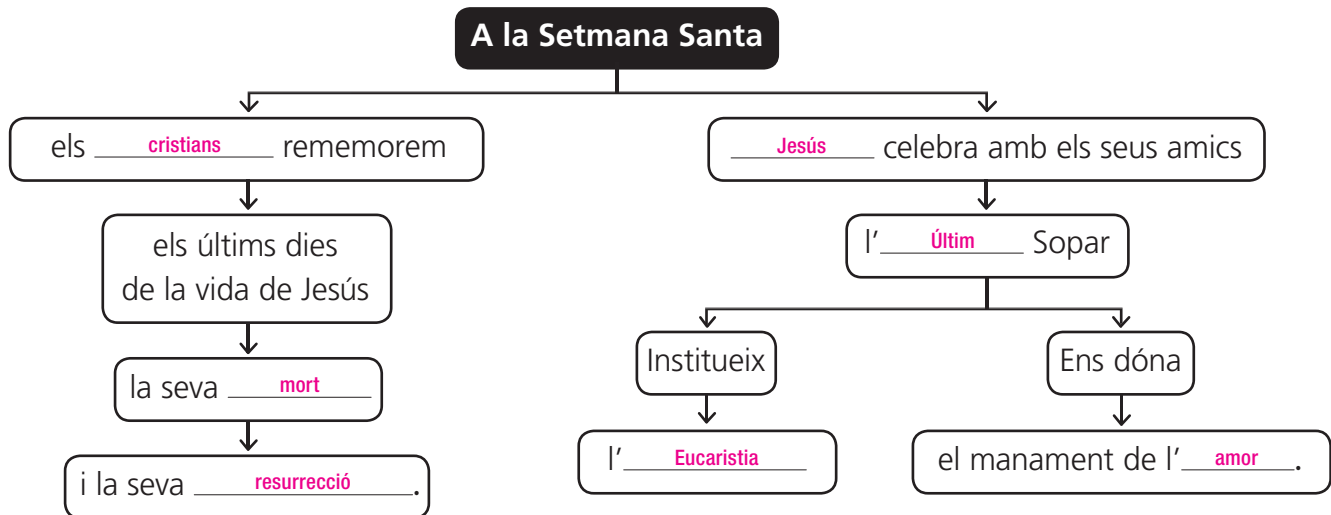 A la Setmana Santa
els cristians rememorem
els últims dies
de la vida de Jesús
la seva mort
i la seva resurrecció.
Jesús celebra amb els seus amics
l'Últim Sopar
Institueix
l'Eucaristia
Ens dóna
el manament de l'amor.